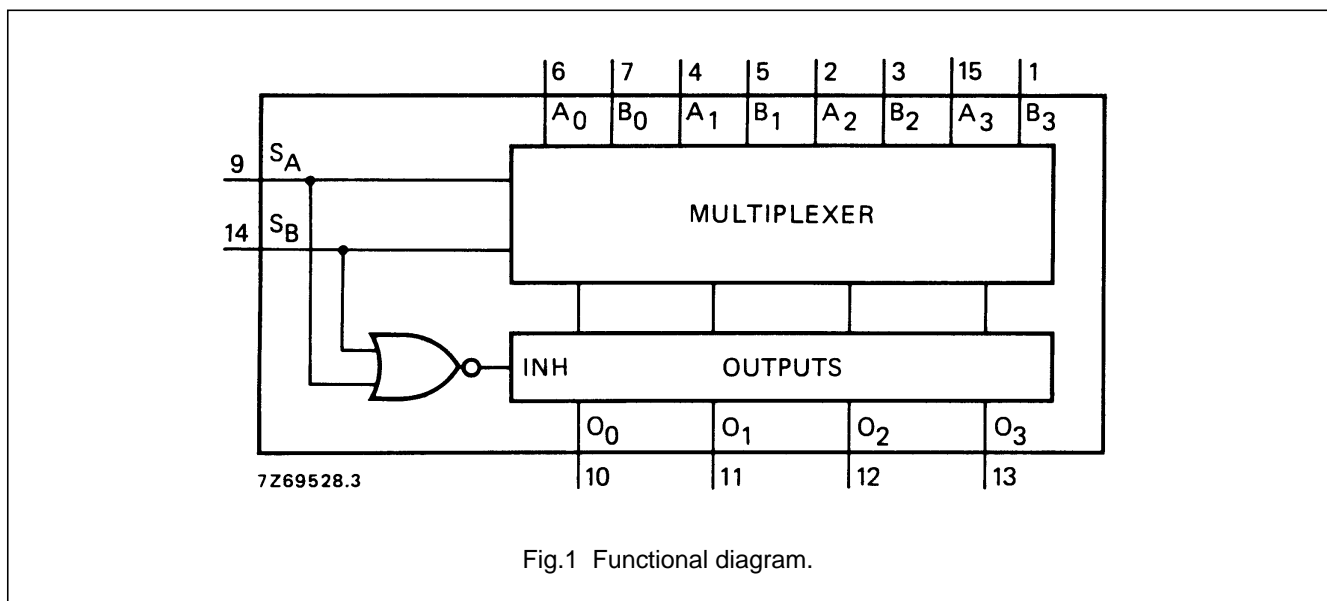 6 7 4 5 2 3 15 1
A0 B0 A1 B1 A2 B2 A3 B3
9 SA
MULTIPLEXER
14 SB
INH OUTPUTS
O0 O1 O2 O3
7Z69528.3
10 11 12 13
Fig.1 Functional diagram.